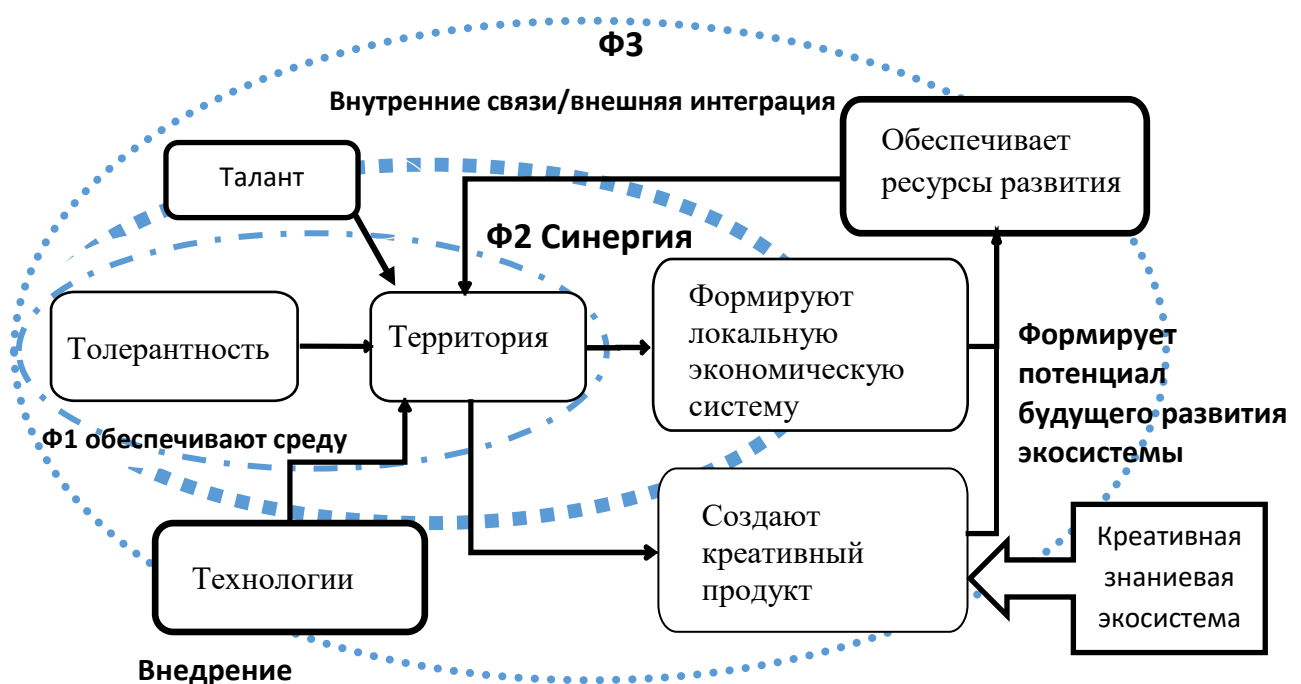 Ф3
Внутренние связи/внешняя интеграция
Обеспечивает
ресурсы развития
Талант
Ф2 Синергия
Толерантность
Территория
Формируют
локальную
экономическую
систему
Формирует
потенциал
будущего развития
экосистемы
Ф1 обеспечивают среду
Технологии
Создают
креативный
продукт
Креативная
знаниевая
экосистема
Внедрение